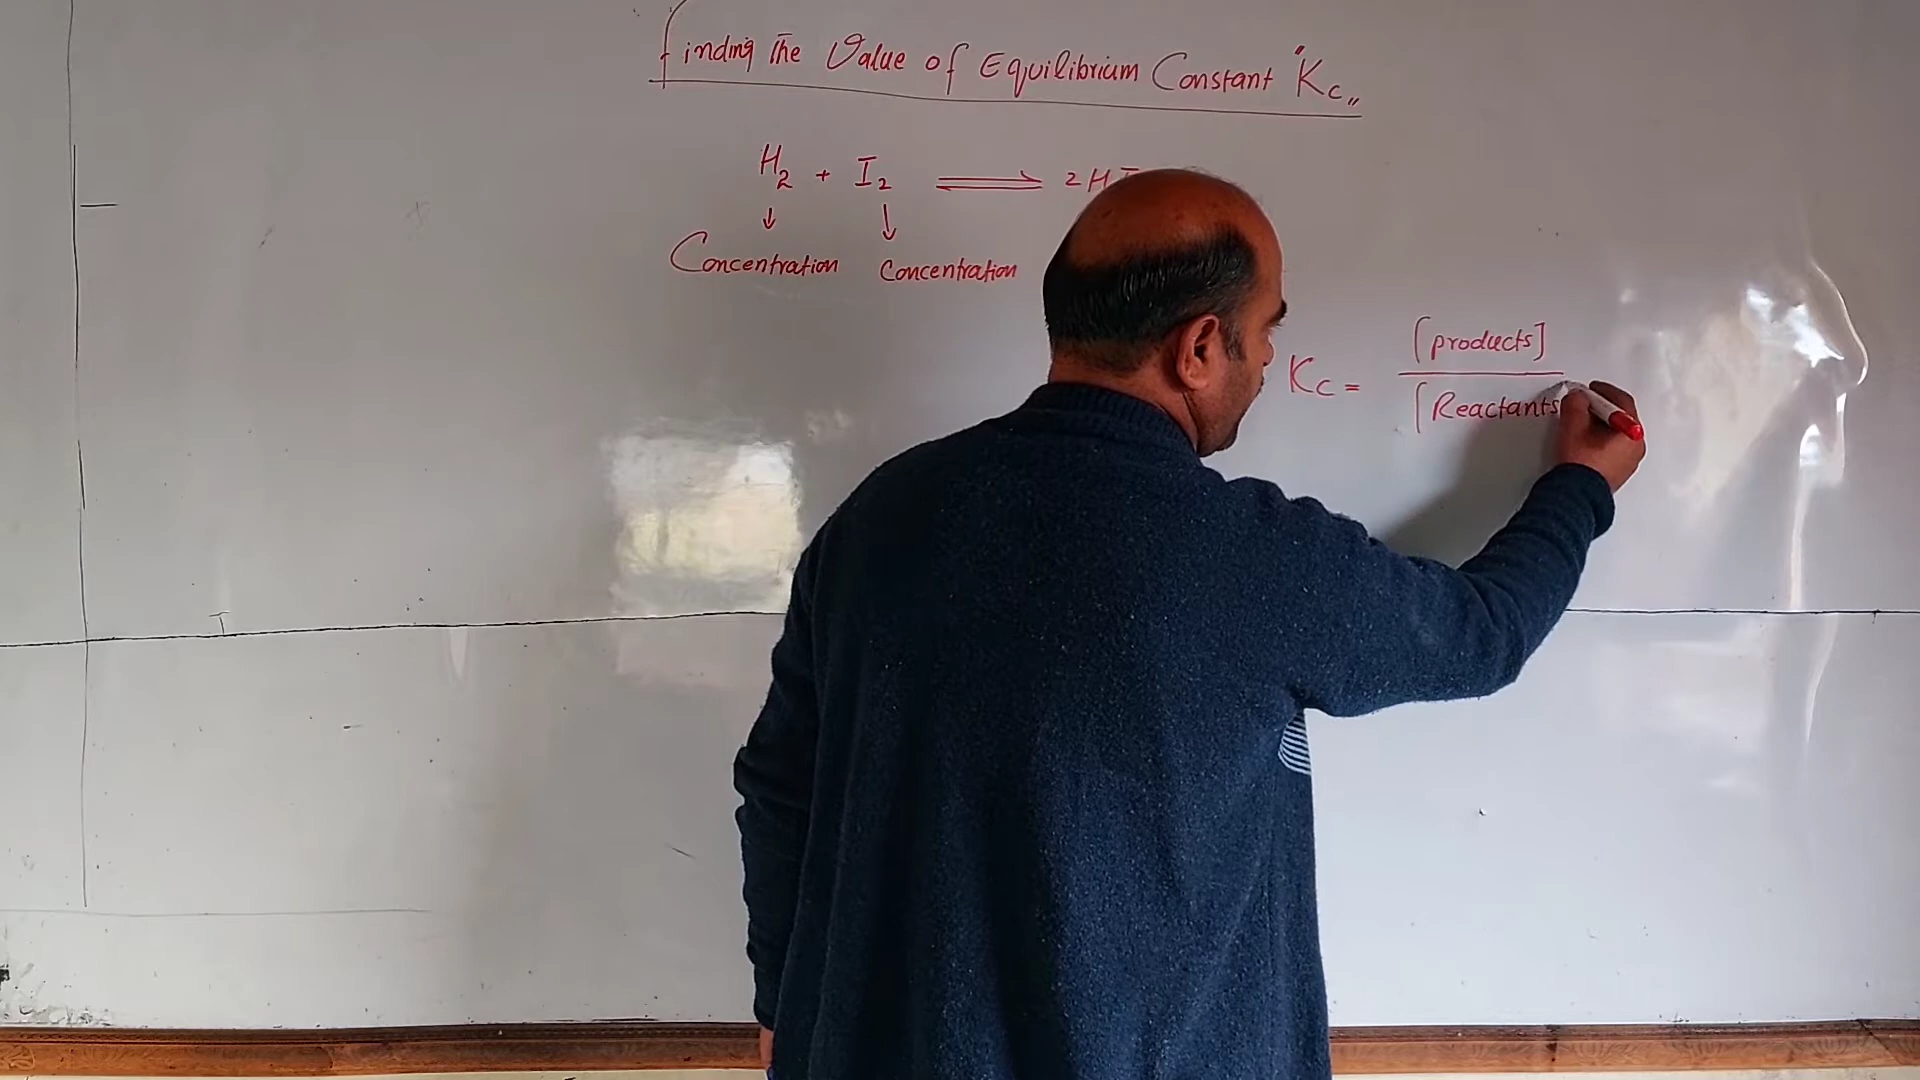 Finding The Value of Equilibrium Constant "Kc"
H2 + I2 ⇌ 2HI
↓ ↓
Concentration Concentration
[products]
Kc =
[Reactants